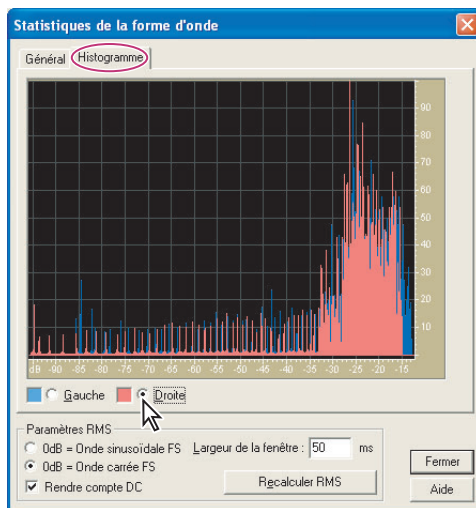 Statistiques de la forme d'onde
Général Histogramme
90
80
70
60
50
40
30
20
10
dB -90 -85 -80 -75 -70 -65 -60 -55 -50 -45 -40 -35 -30 -25 -20 -15
Gauche Droite
Paramètres RMS
0dB = Onde sinusoïdale FS Largeur de la fenêtre : 50 ms
0dB = Onde carrée FS
Rendre compte DC
Recalculer RMS
Fermer
Aide